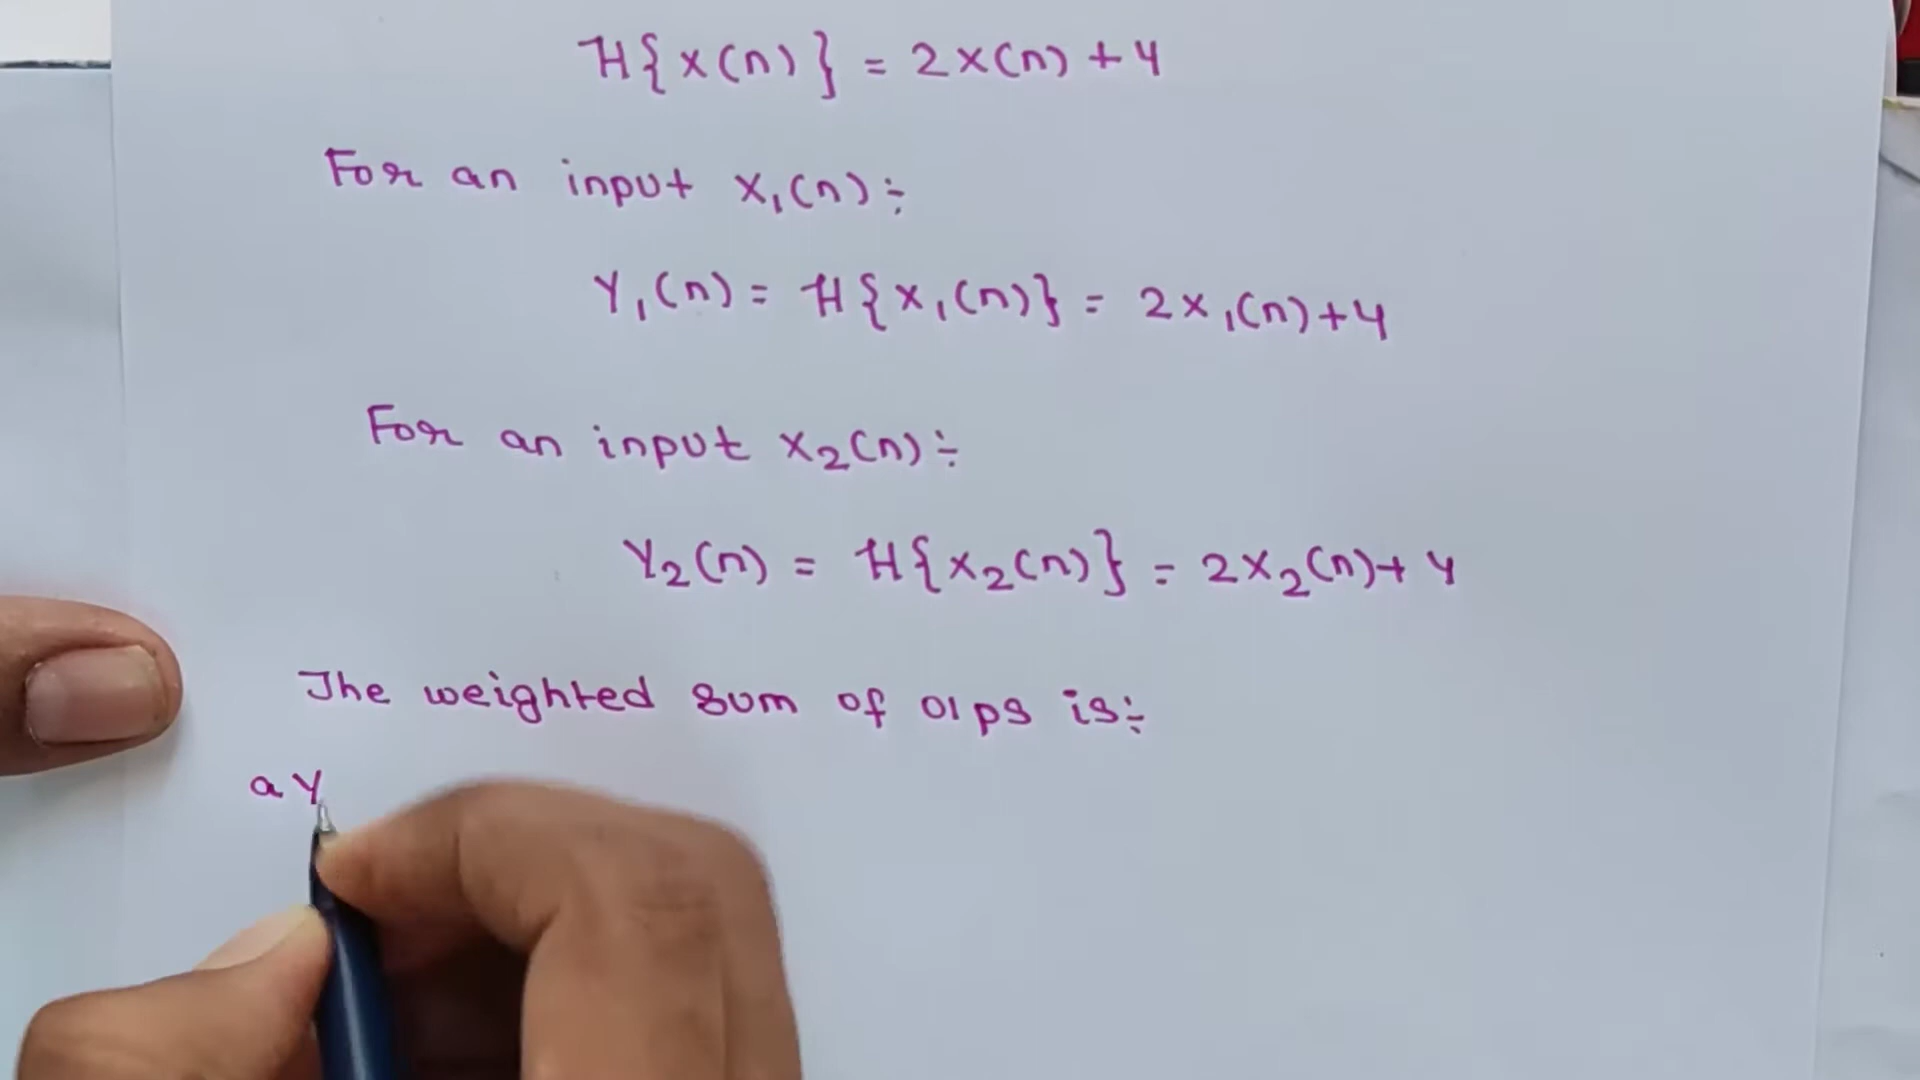 H{x(n)} = 2x(n)+4
For an input x₁(n):
Y₁(n) = H{x₁(n)} = 2x₁(n)+4
For an input x₂(n):
Y₂(n) = H{x₂(n)} = 2x₂(n)+4
The weighted sum of o/ps is:
aY